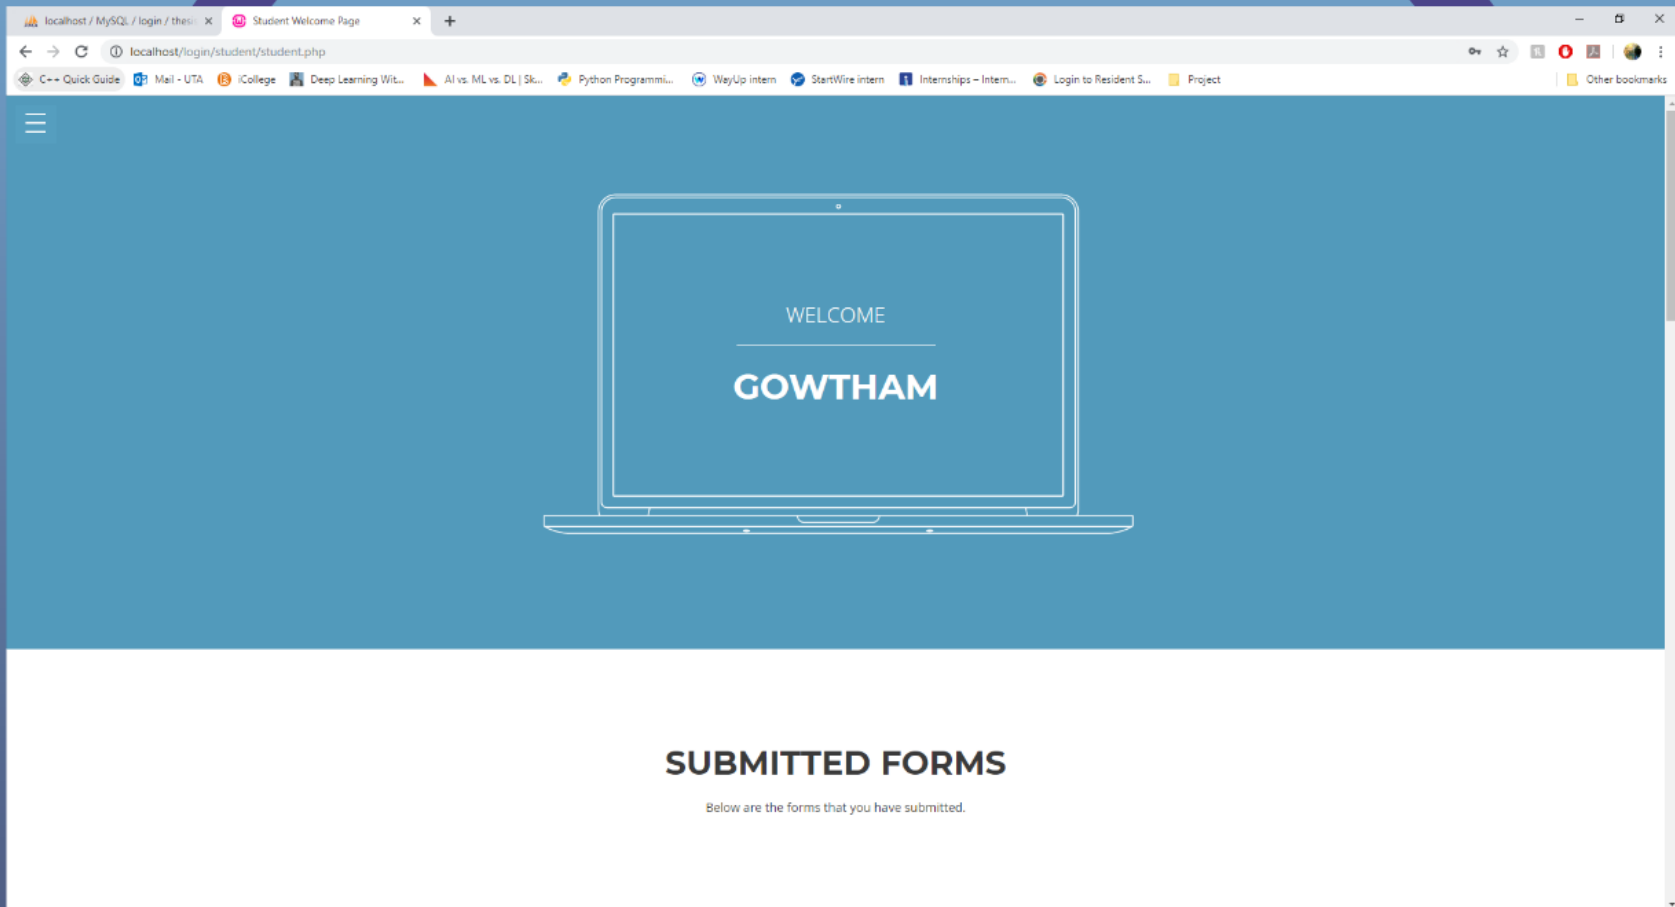 localhost / MySQL / login / thesis
Student Welcome Page
localhost/login/student/student.php
C++ Quick Guide
Mail - UTA
iCollege
Deep Learning Wit...
AI vs. ML vs. DL | Sk...
Python Programmi...
WayUp intern
StartWire intern
Internships – Intern...
Login to Resident S...
Project
Other bookmarks
WELCOME
GOWTHAM
SUBMITTED FORMS
Below are the forms that you have submitted.